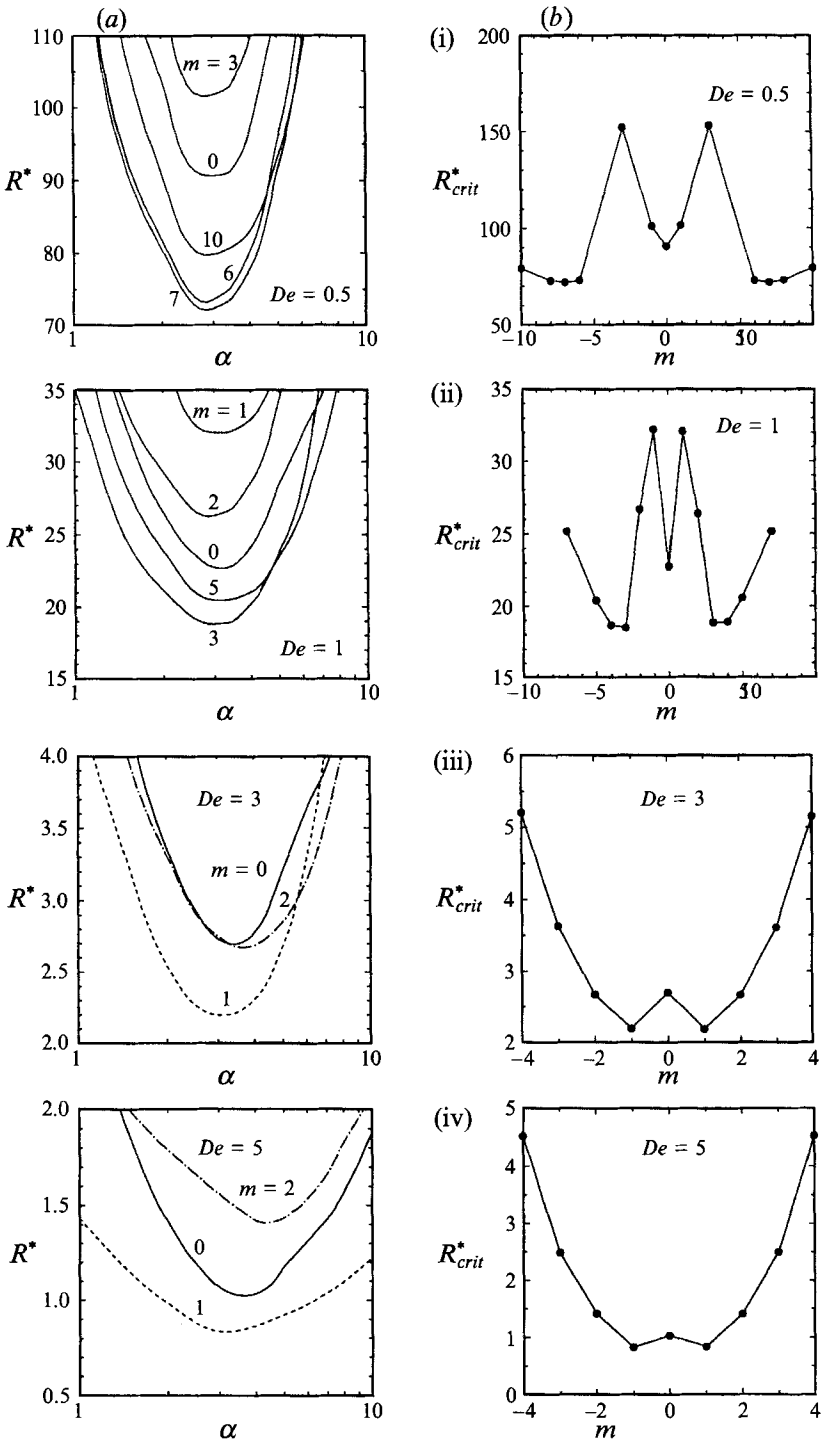 (a)
(i)
(b)
110
100
90
80
70
R*
m = 3
0
10
6
7
De = 0.5
1
10
α
200
150
100
50
R*crit
De = 0.5
−10
−5
0
5
10
m
(ii)
35
30
25
20
15
R*
m = 1
2
0
5
3
De = 1
1
10
α
35
30
25
20
15
R*crit
De = 1
−10
−5
0
5
10
m
(iii)
4.0
3.5
3.0
2.5
2.0
R*
De = 3
m = 0
2
1
1
10
α
6
5
4
3
2
R*crit
De = 3
−4
−2
0
2
4
m
(iv)
2.0
1.5
1.0
0.5
R*
De = 5
m = 2
0
1
1
10
α
5
4
3
2
1
0
R*crit
De = 5
−4
−2
0
2
4
m